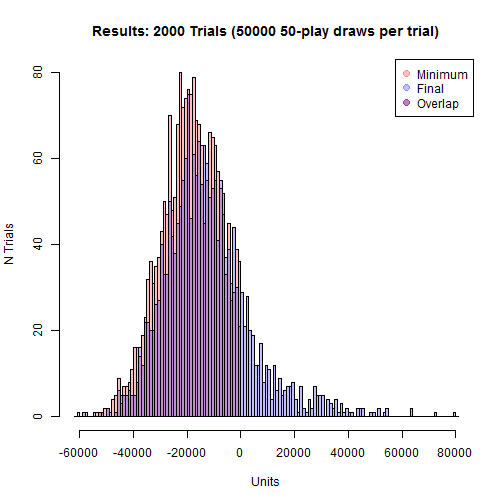 Results: 2000 Trials (50000 50-play draws per trial)
Minimum
Final
Overlap
N Trials
80
60
40
20
0
-60000 -40000 -20000 0 20000 40000 60000 80000
Units